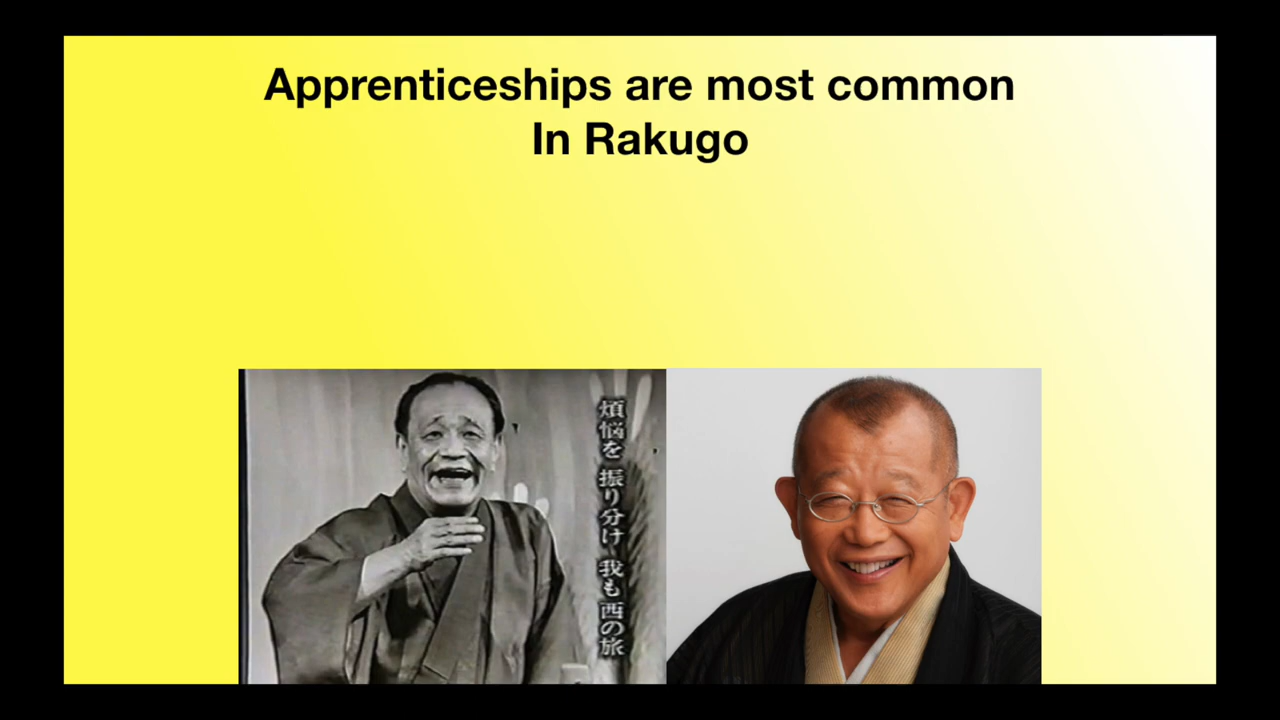 Apprenticeships are most common
In Rakugo
煩悩を 振り分け 我も 西の旅